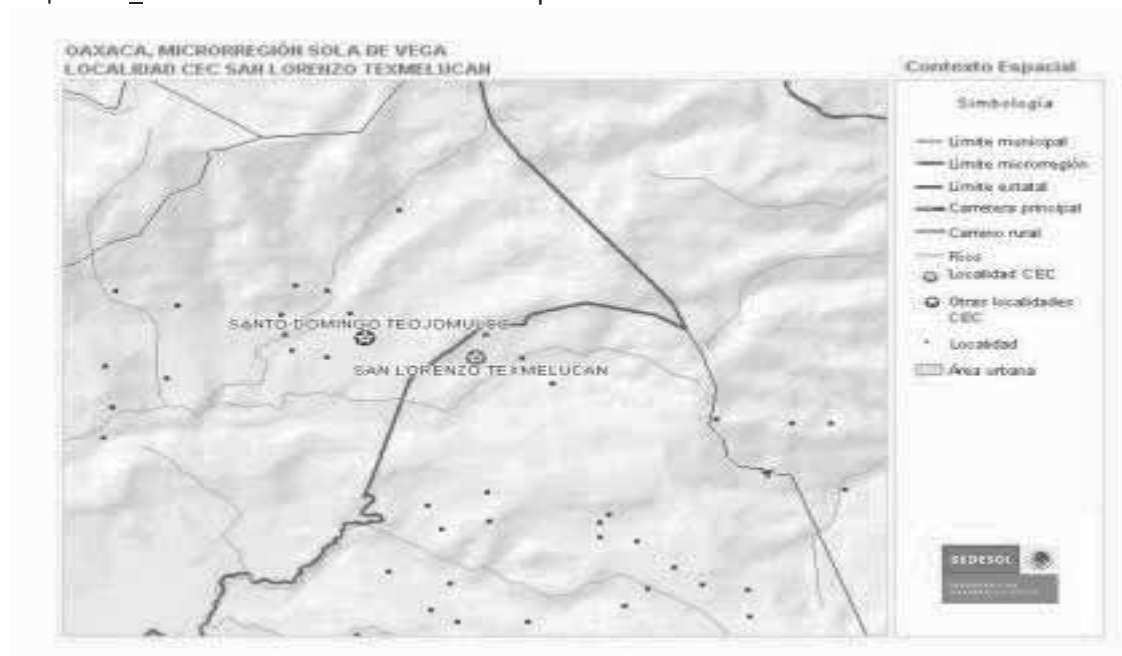 OAXACA, MICRORREGIÓN SOLA DE VEGA
LOCALIDAD CEC SAN LORENZO TEXMELUCAN
Contexto Espacial
Simbología
Límite municipal
Límite microrregión
Límite estatal
Carretera principal
Camino rural
Ríos
Localidad CEC
Otras localidades
CEC
Localidad
Área urbana
SANTO DOMINGO TEOJOMULCO
SAN LORENZO TEXMELUCAN
SEDESOL